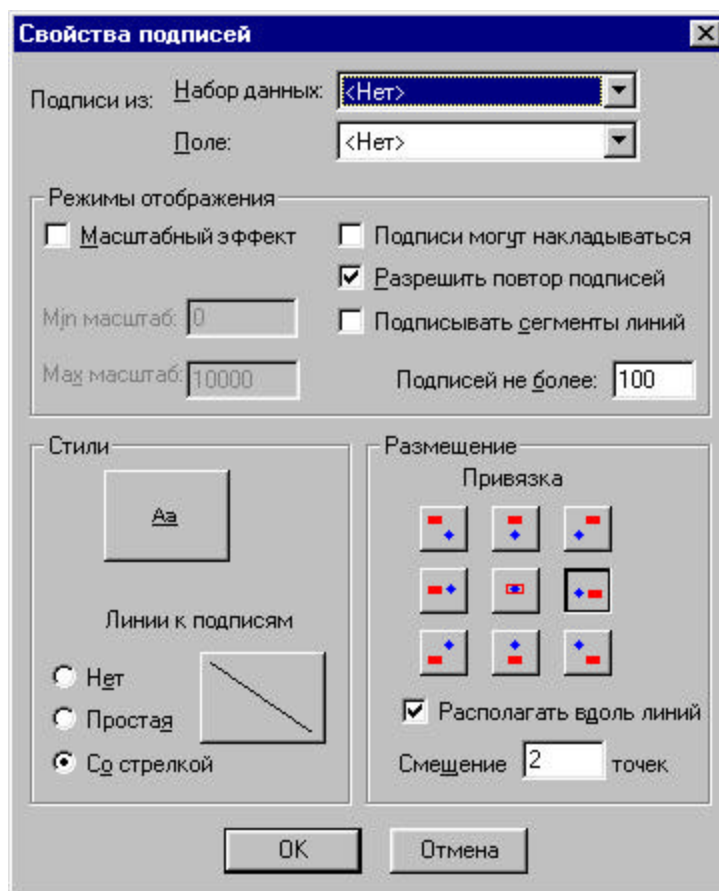 Свойства подписей
Подписи из: Набор данных: <Нет>
Поле: <Нет>
Режимы отображения
Масштабный эффект
Подписи могут накладываться
Разрешить повтор подписей
Min масштаб: 0
Подписывать сегменты линий
Max масштаб: 10000
Подписей не более: 100
Стили
Размещение
Aa
Привязка
Линии к подписям
Нет
Простая
Со стрелкой
Располагать вдоль линий
Смещение 2 точек
OK
Отмена